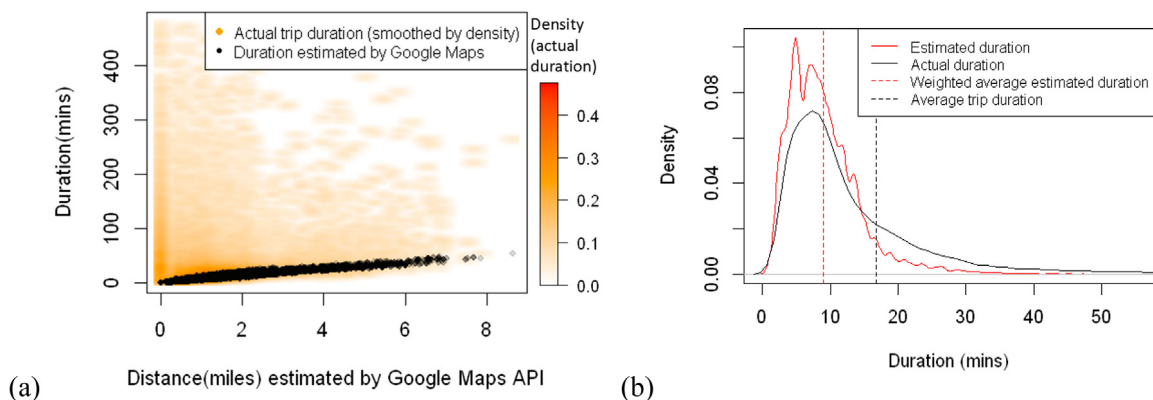 Actual trip duration (smoothed by density)
Duration estimated by Google Maps
Density
(actual
duration)
Duration(mins)
400
300
200
100
0
0.4
0.3
0.2
0.1
0.0
0 2 4 6 8
(a) Distance(miles) estimated by Google Maps API
Estimated duration
Actual duration
Weighted average estimated duration
Average trip duration
Density
0.08
0.04
0.00
0 10 20 30 40 50
(b) Duration (mins)